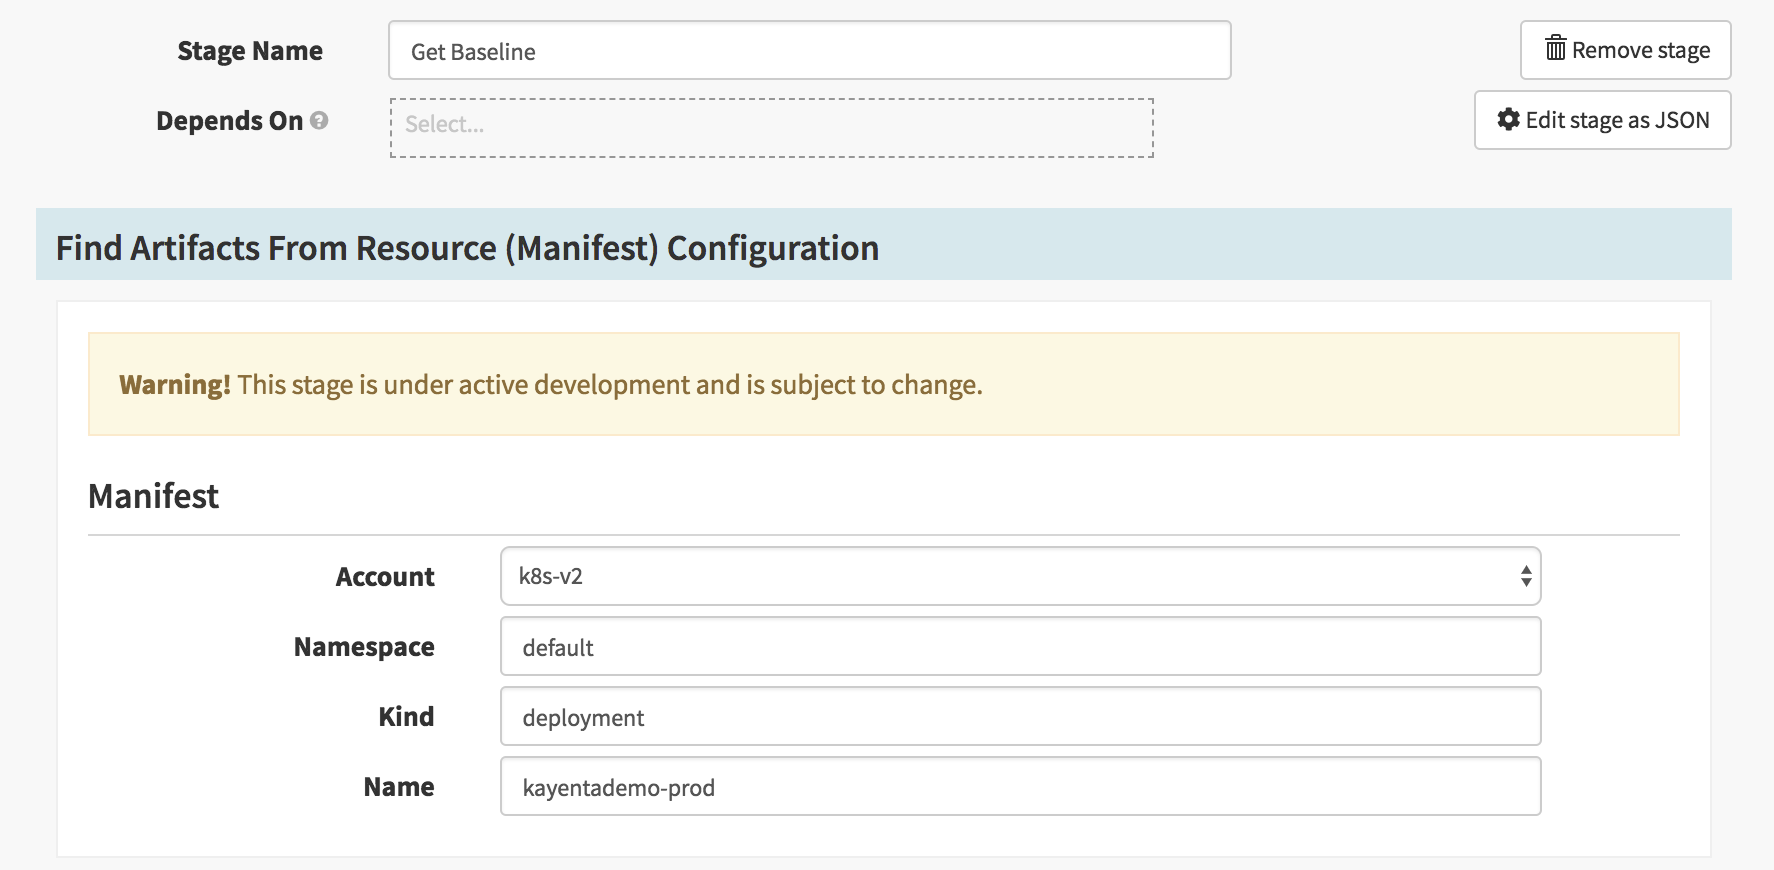 Stage Name
Get Baseline
Remove stage
Depends On
Select...
Edit stage as JSON
Find Artifacts From Resource (Manifest) Configuration
Warning! This stage is under active development and is subject to change.
Manifest
Account
k8s-v2
Namespace
default
Kind
deployment
Name
kayentademo-prod